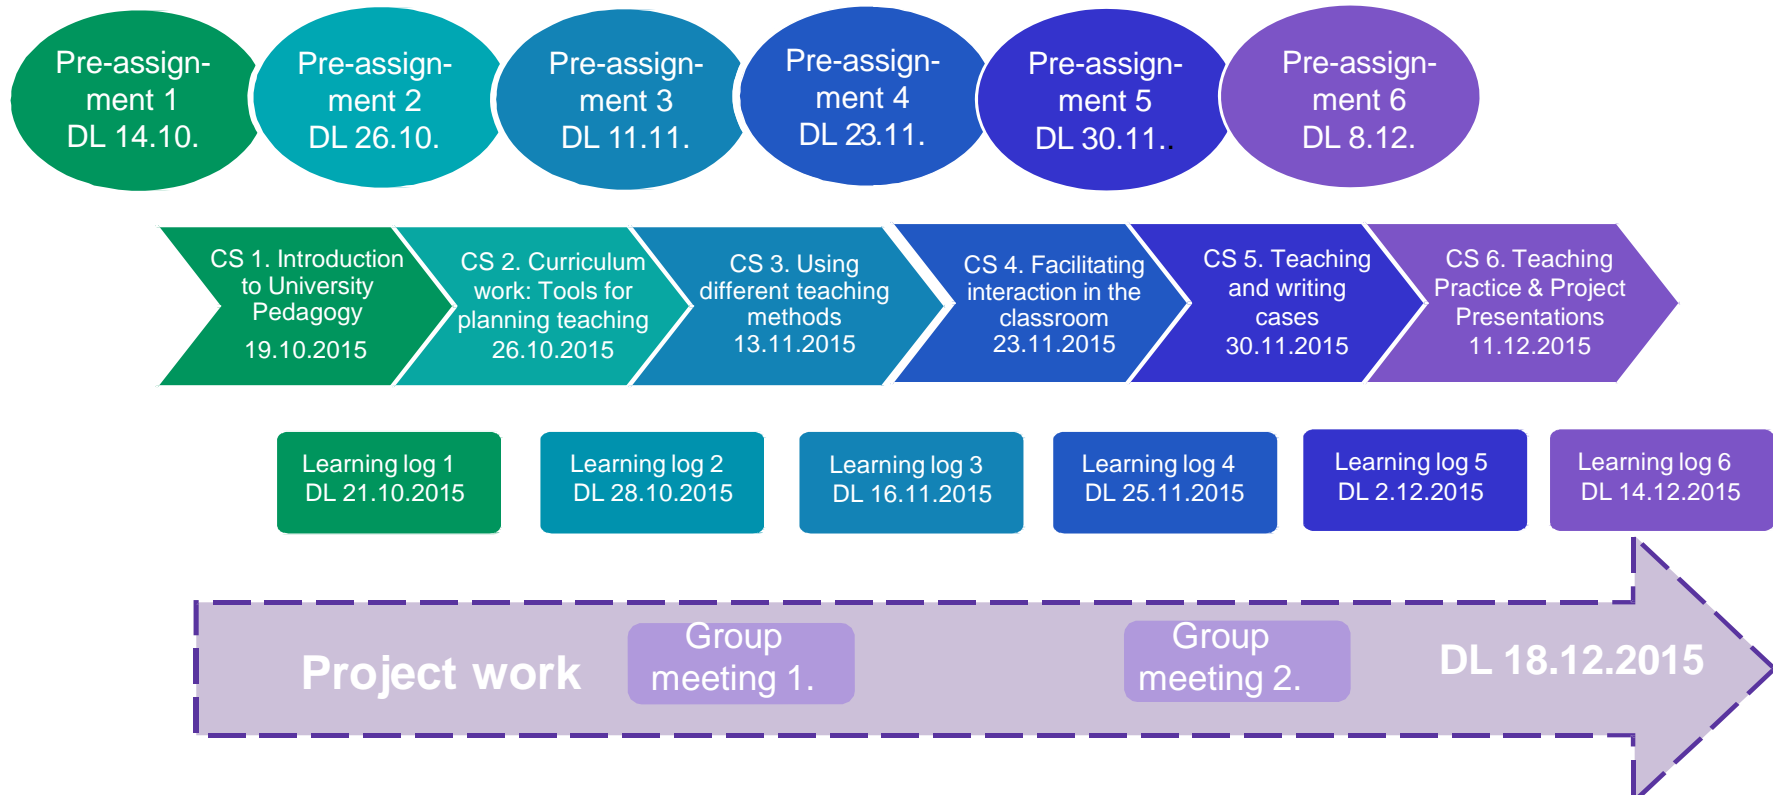 Pre-assign-
ment 1
DL 14.10.
Pre-assign-
ment 2
DL 26.10.
Pre-assign-
ment 3
DL 11.11.
Pre-assign-
ment 4
DL 23.11.
Pre-assign-
ment 5
DL 30.11..
Pre-assign-
ment 6
DL 8.12.
CS 1. Introduction
to University
Pedagogy
19.10.2015
CS 2. Curriculum
work: Tools for
planning teaching
26.10.2015
CS 3. Using
different teaching
methods
13.11.2015
CS 4. Facilitating
interaction in the
classroom
23.11.2015
CS 5. Teaching
and writing
cases
30.11.2015
CS 6. Teaching
Practice & Project
Presentations
11.12.2015
Learning log 1
DL 21.10.2015
Learning log 2
DL 28.10.2015
Learning log 3
DL 16.11.2015
Learning log 4
DL 25.11.2015
Learning log 5
DL 2.12.2015
Learning log 6
DL 14.12.2015
Project work
Group
meeting 1.
Group
meeting 2.
DL 18.12.2015